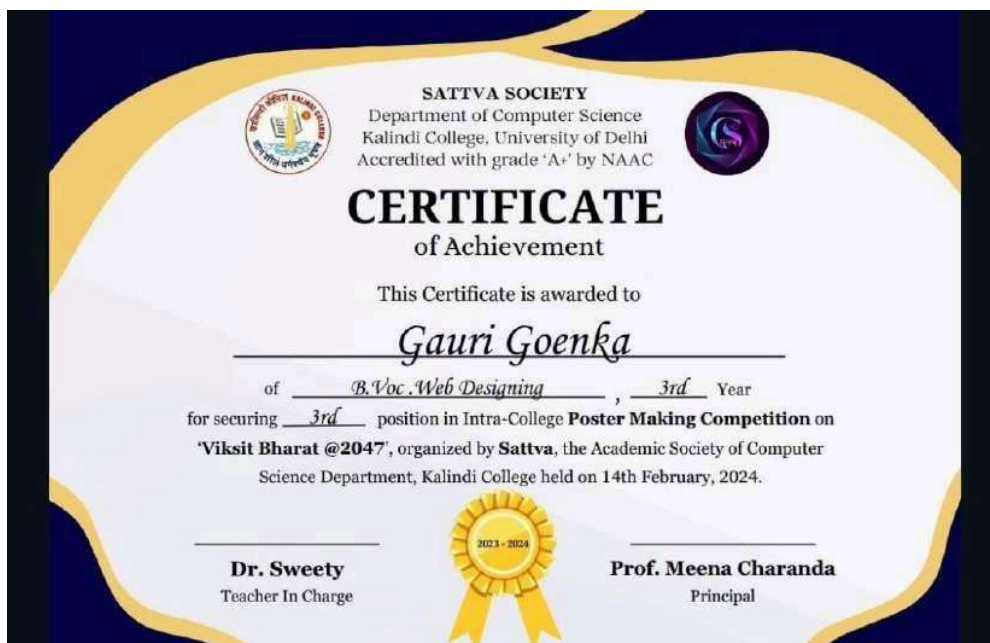 SATTVA SOCIETY
Department of Computer Science
Kalindi College, University of Delhi
Accredited with grade 'A+' by NAAC
KALINDI COLLEGE
CS
CERTIFICATE
of Achievement
This Certificate is awarded to
Gauri Goenka
of B.Voc .Web Designing , 3rd Year
for securing 3rd position in Intra-College Poster Making Competition on
'Viksit Bharat @2047', organized by Sattva, the Academic Society of Computer
Science Department, Kalindi College held on 14th February, 2024.
2023 - 2024
Dr. Sweety
Teacher In Charge
Prof. Meena Charanda
Principal